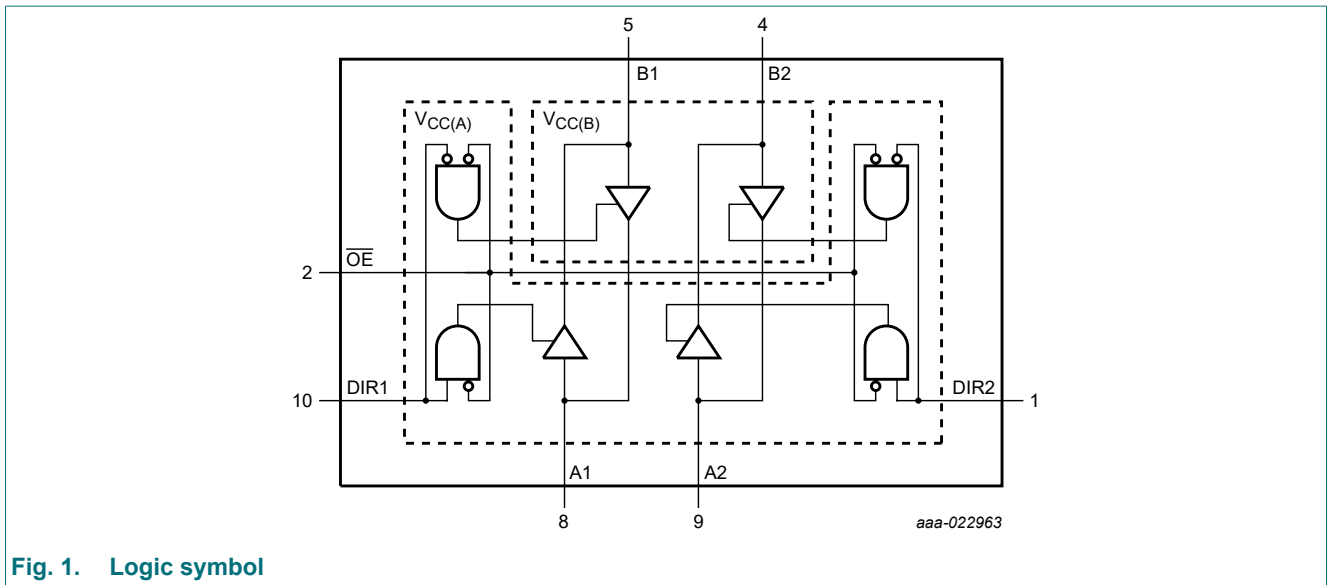 5 4
B1 B2
VCC(A) VCC(B)
2 OE
10 DIR1 DIR2 1
A1 A2
8 9
aaa-022963
Fig. 1. Logic symbol